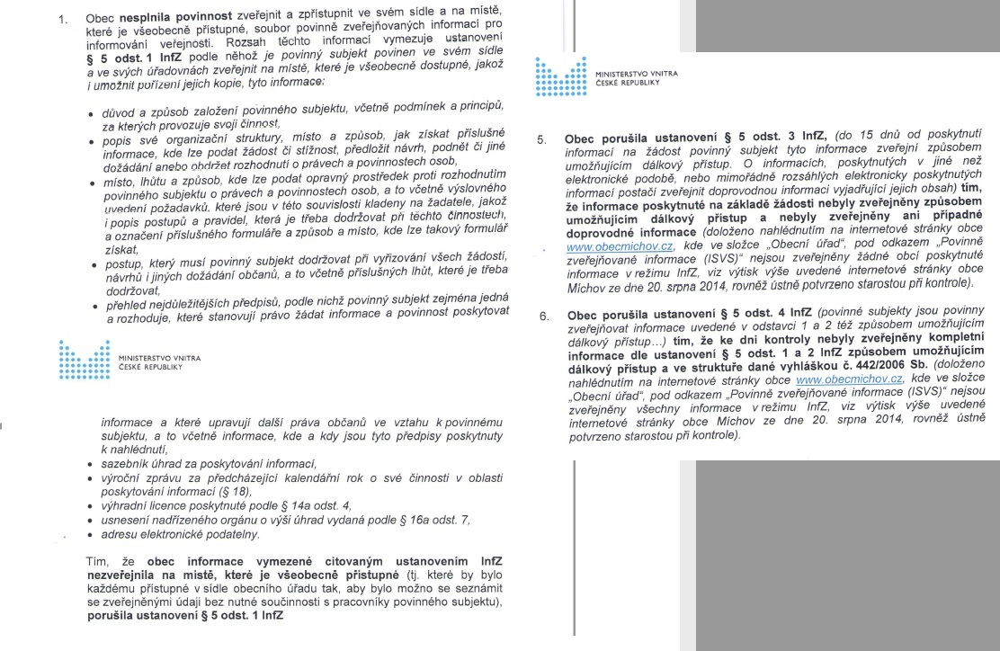 1. Obec nesplnila povinnost zveřejnit a zpřístupnit ve svém sídle a na místě,
které je všeobecně přístupné, soubor povinně zveřejňovaných informací pro
informování veřejnosti. Rozsah těchto informací vymezuje ustanovení
§ 5 odst. 1 InfZ podle něhož je povinný subjekt povinen ve svém sídle
a ve svých úřadovnách zveřejnit na místě, které je všeobecně dostupné, jakož
i umožnit pořízení jejich kopie, tyto informace:
• důvod a způsob založení povinného subjektu, včetně podmínek a principů,
za kterých provozuje svoji činnost,
• popis své organizační struktury, místo a způsob, jak získat příslušné
informace, kde lze podat žádost či stížnost, předložit návrh, podnět či jiné
dožádání anebo obdržet rozhodnutí o právech a povinnostech osob,
• místo, lhůtu a způsob, kde lze podat opravný prostředek proti rozhodnutím
povinného subjektu o právech a povinnostech osob, a to včetně výslovného
uvedení požadavků, které jsou v této souvislosti kladeny na žadatele, jakož
i popis postupů a pravidel, která je třeba dodržovat při těchto činnostech,
a označení příslušného formuláře a způsob a místo, kde lze takový formulář
získat,
• postup, který musí povinný subjekt dodržovat při vyřizování všech žádostí,
návrhů i jiných dožádání občanů, a to včetně příslušných lhůt, které je třeba
dodržovat,
• přehled nejdůležitějších předpisů, podle nichž povinný subjekt zejména jedná
a rozhoduje, které stanovují právo žádat informace a povinnost poskytovat
MINISTERSTVO VNITRA
ČESKÉ REPUBLIKY
informace a které upravují další práva občanů ve vztahu k povinnému
subjektu, a to včetně informace, kde a kdy jsou tyto předpisy poskytnuty
k nahlédnutí,
• sazebník úhrad za poskytování informací,
• výroční zprávu za předcházející kalendářní rok o své činnosti v oblasti
poskytování informací (§ 18),
• výhradní licence poskytnuté podle § 14a odst. 4,
• usnesení nadřízeného orgánu o výši úhrad vydaná podle § 16a odst. 7,
• adresu elektronické podatelny.
Tím, že obec informace vymezené citovaným ustanovením InfZ
nezveřejnila na místě, které je všeobecně přístupné (tj. které by bylo
každému přístupné v sídle obecního úřadu tak, aby bylo možno se seznámit
se zveřejněnými údaji bez nutné součinnosti s pracovníky povinného subjektu),
porušila ustanovení § 5 odst. 1 InfZ
MINISTERSTVO VNITRA
ČESKÉ REPUBLIKY
5. Obec porušila ustanovení § 5 odst. 3 InfZ, (do 15 dnů od poskytnutí
informací na žádost povinný subjekt tyto informace zveřejní způsobem
umožňujícím dálkový přístup. O informacích, poskytnutých v jiné než
elektronické podobě, nebo mimořádně rozsáhlých elektronicky poskytnutých
informací postačí zveřejnit doprovodnou informaci vyjadřující jejich obsah) tím,
že informace poskytnuté na základě žádosti nebyly zveřejněny způsobem
umožňujícím dálkový přístup a nebyly zveřejněny ani případné
doprovodné informace (doloženo nahlédnutím na internetové stránky obce
www.obecmichov.cz, kde ve složce „Obecní úřad“, pod odkazem „Povinně
zveřejňované informace (ISVS)“ nejsou zveřejněny žádné obcí poskytnuté
informace v režimu InfZ, viz výtisk výše uvedené internetové stránky obce
Míchov ze dne 20. srpna 2014, rovněž ústně potvrzeno starostou při kontrole).
6. Obec porušila ustanovení § 5 odst. 4 InfZ (povinné subjekty jsou povinny
zveřejňovat informace uvedené v odstavci 1 a 2 též způsobem umožňujícím
dálkový přístup…) tím, že ke dni kontroly nebyly zveřejněny kompletní
informace dle ustanovení § 5 odst. 1 a 2 InfZ způsobem umožňujícím
dálkový přístup a ve struktuře dané vyhláškou č. 442/2006 Sb. (doloženo
nahlédnutím na internetové stránky obce www.obecmichov.cz, kde ve složce
„Obecní úřad“, pod odkazem „Povinně zveřejňované informace (ISVS)“ nejsou
zveřejněny všechny informace v režimu InfZ, viz výtisk výše uvedené
internetové stránky obce Míchov ze dne 20. srpna 2014, rovněž ústně
potvrzeno starostou při kontrole).